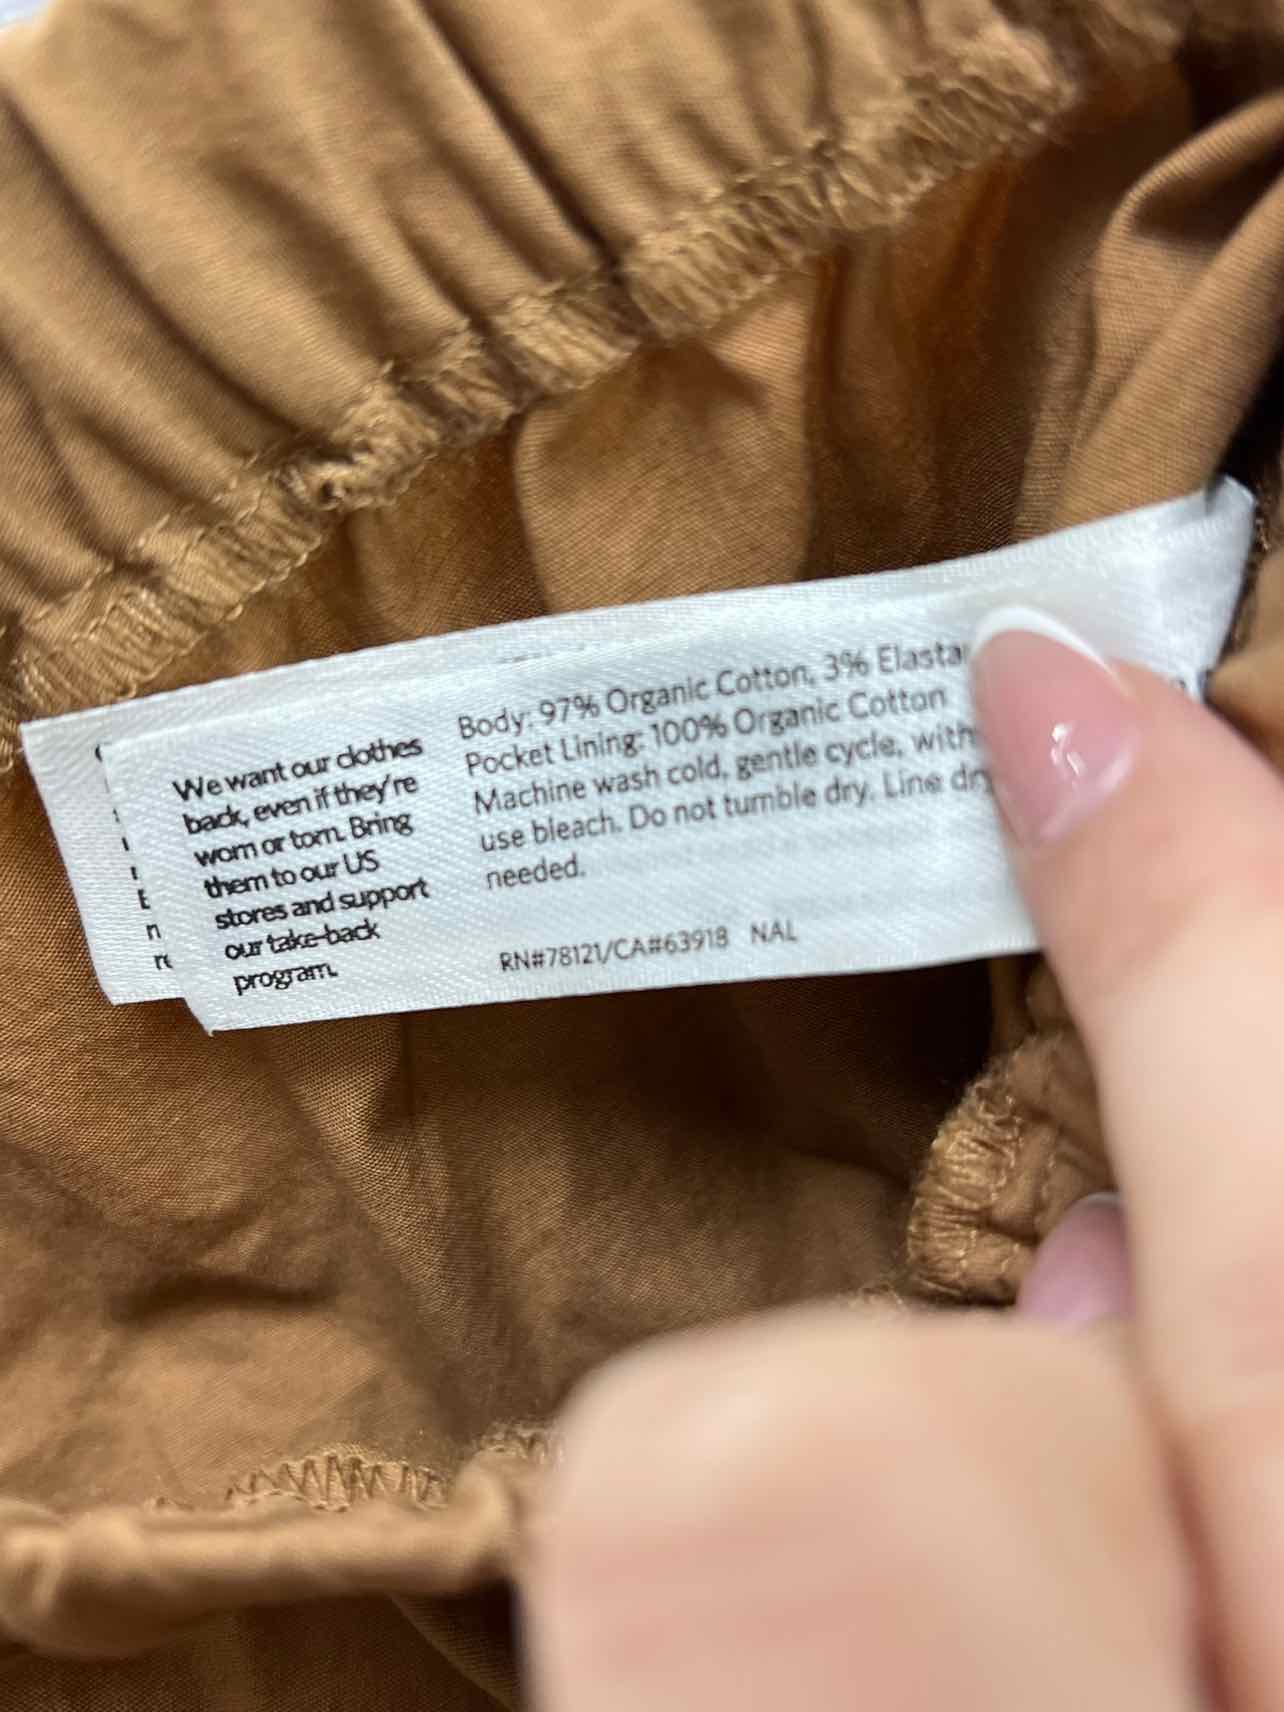 We want our clothes
back, even if they're
worn or torn. Bring
them to our US
stores and support
our take-back
program.
Body: 97% Organic Cotton, 3%
Pocket Lining: 100% Organic Cotton
Machine wash cold, gentle cycle, with
use bleach. Do not tumble dry. Line
needed.
RN#78121/CA#63918 NAL